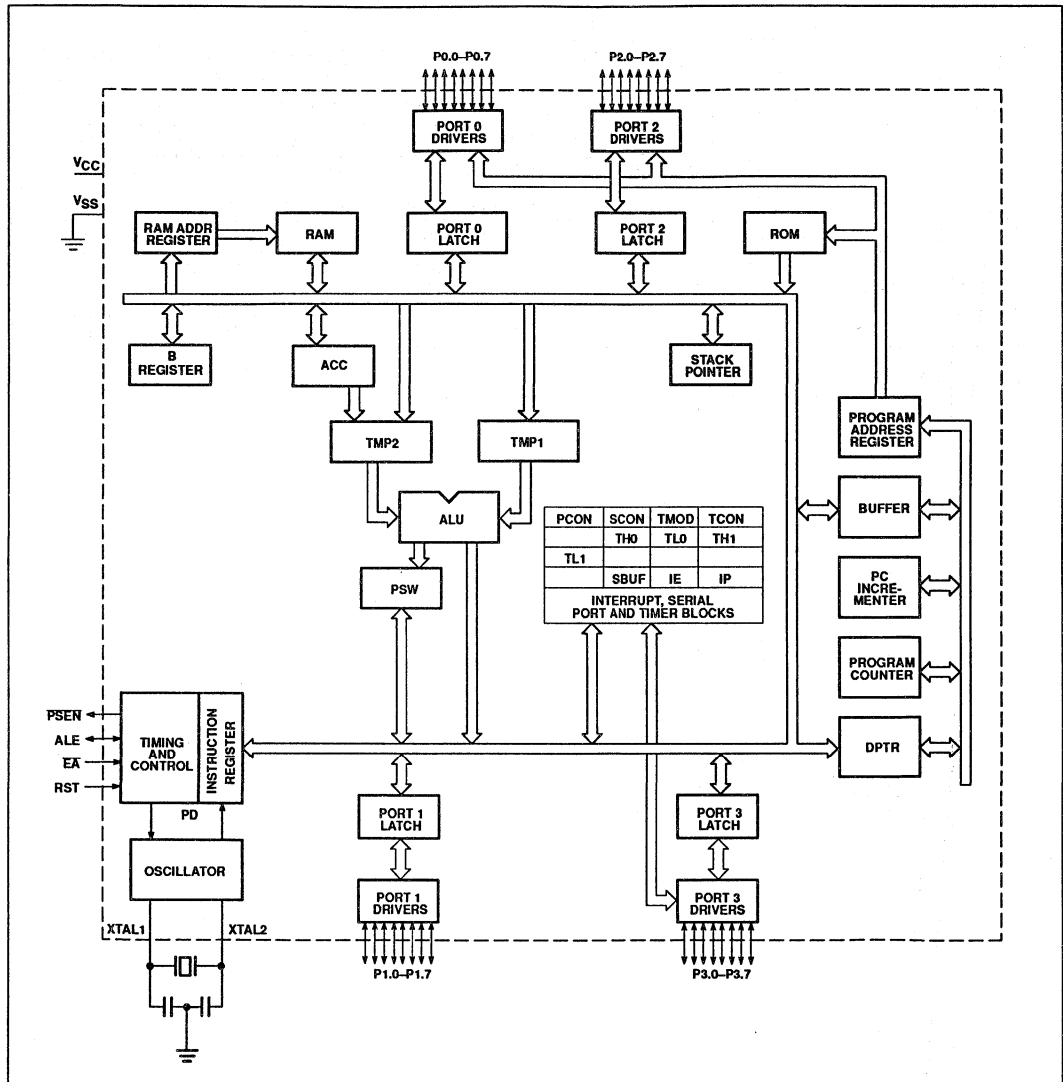 P0.0–P0.7
P2.0–P2.7
PORT 0
DRIVERS
PORT 2
DRIVERS
VCC
VSS
RAM ADDR
REGISTER
RAM
PORT 0
LATCH
PORT 2
LATCH
ROM
B
REGISTER
ACC
STACK
POINTER
PROGRAM
ADDRESS
REGISTER
TMP2
TMP1
ALU
BUFFER
PCON SCON TMOD TCON
TH0 TL0 TH1
TL1
SBUF IE IP
INTERRUPT, SERIAL
PORT AND TIMER BLOCKS
PSW
PC
INCRE-
MENTER
PROGRAM
COUNTER
DPTR
PSEN
ALE
EA
RST
TIMING
AND
CONTROL
INSTRUCTION
REGISTER
PD
OSCILLATOR
PORT 1
LATCH
PORT 3
LATCH
PORT 1
DRIVERS
PORT 3
DRIVERS
XTAL1
XTAL2
P1.0–P1.7
P3.0–P3.7